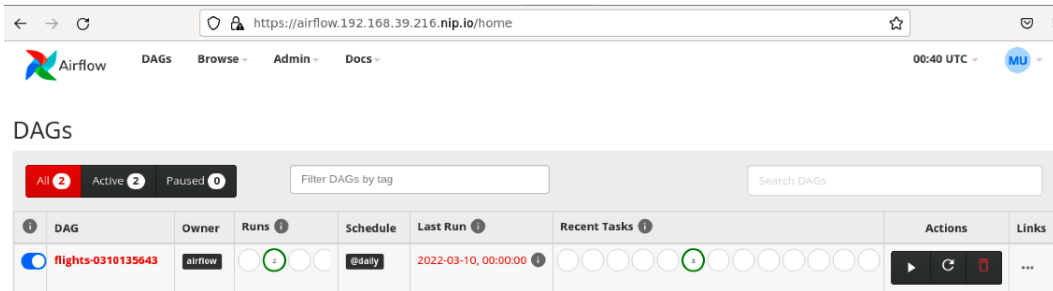 https://airflow.192.168.39.216.nip.io/home
Airflow DAGs Browse Admin Docs 00:40 UTC MU
DAGs
All 2 Active 2 Paused 0 Filter DAGs by tag Search DAGs
DAG Owner Runs Schedule Last Run Recent Tasks Actions Links
flights-0310135643 airflow 2 @daily 2022-03-10, 00:00:00 3